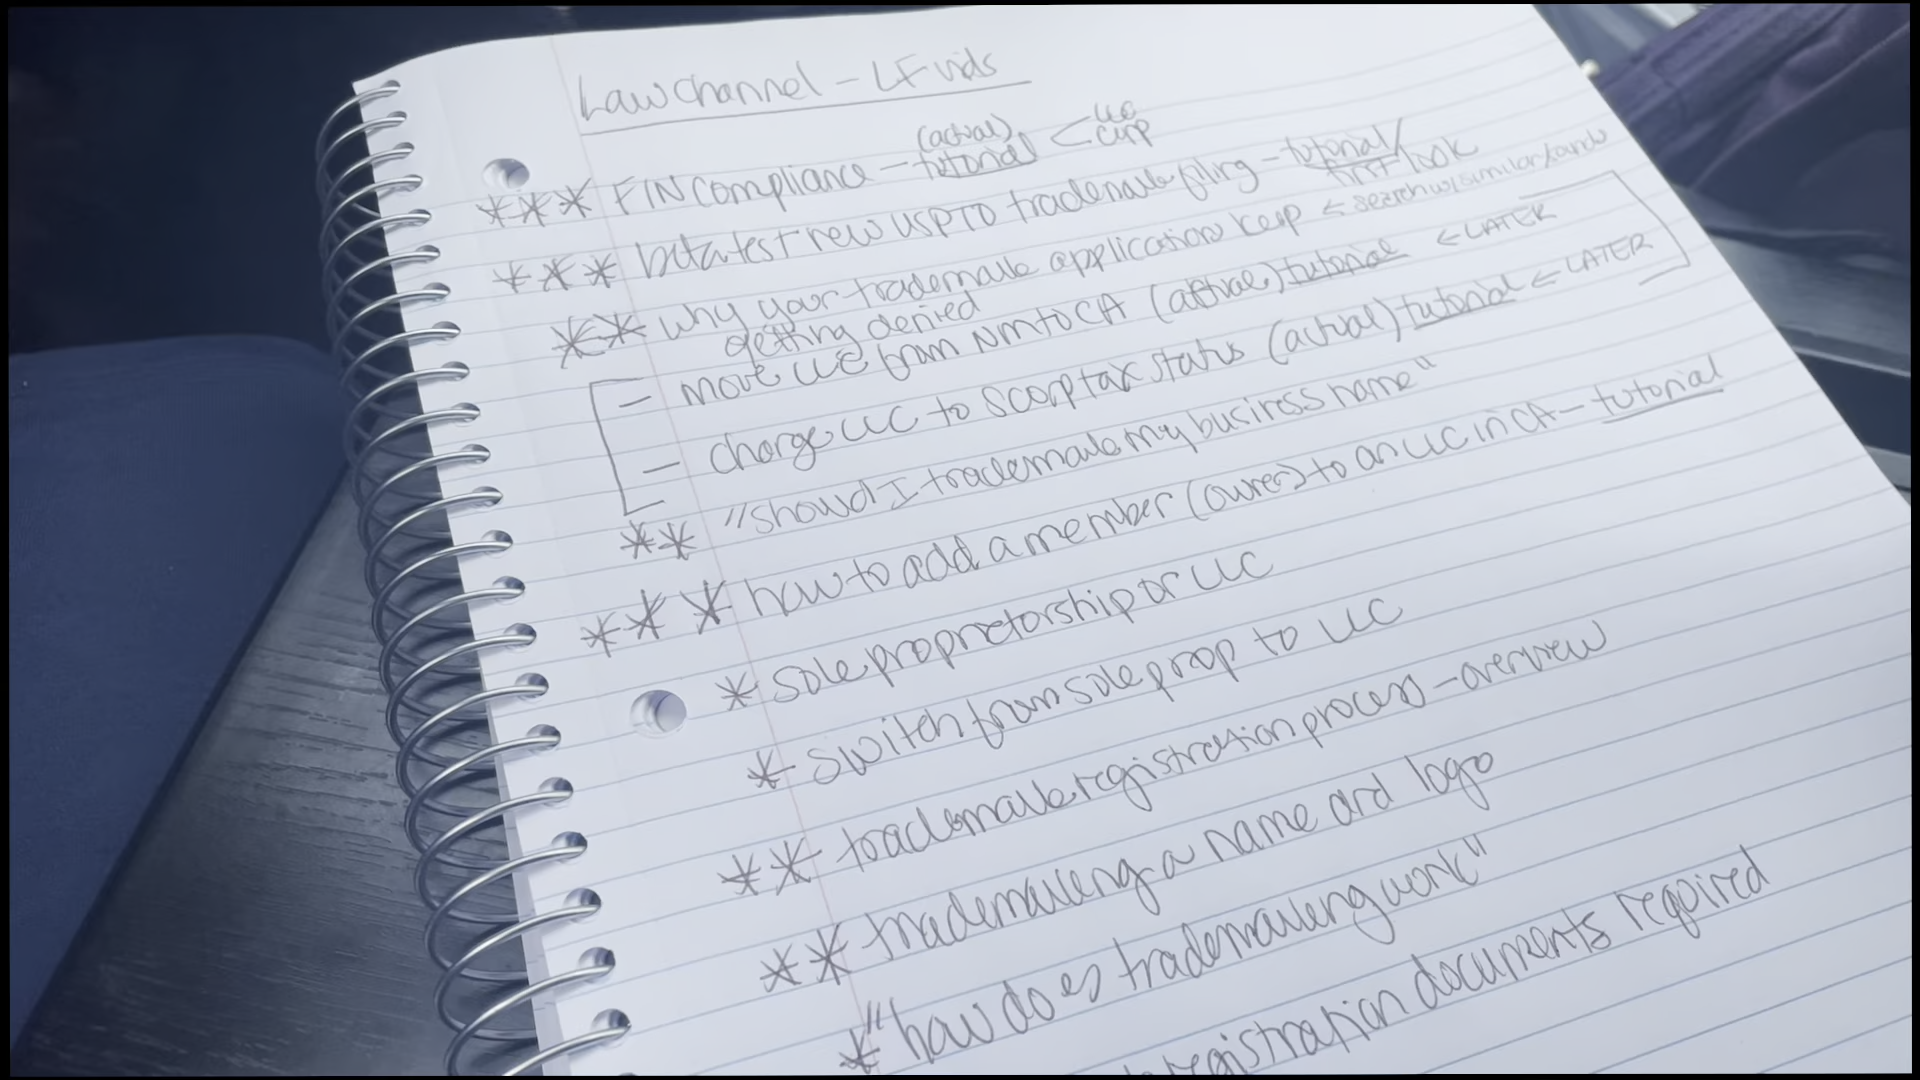 Law Channel - LF vids
*** FIN compliance - (actual) tutorial < LLC corp
*** beta test new USPTO trademark filing - tutorial/ first look
** why your trademark application keep ← search w/ similar
getting denied
- move LLC from NM to CA (actual) tutorial ← LATER
- change LLC to scorp tax status (actual) tutorial ← LATER
** "should I trademark my business name"
*** how to add a member (owner) to an LLC in CA - tutorial
* sole proprietorship or LLC
* switch from sole prop to LLC
** trademark registration process - overview
** trademarking a name and logo
* "how does trademarking work"
registration documents required